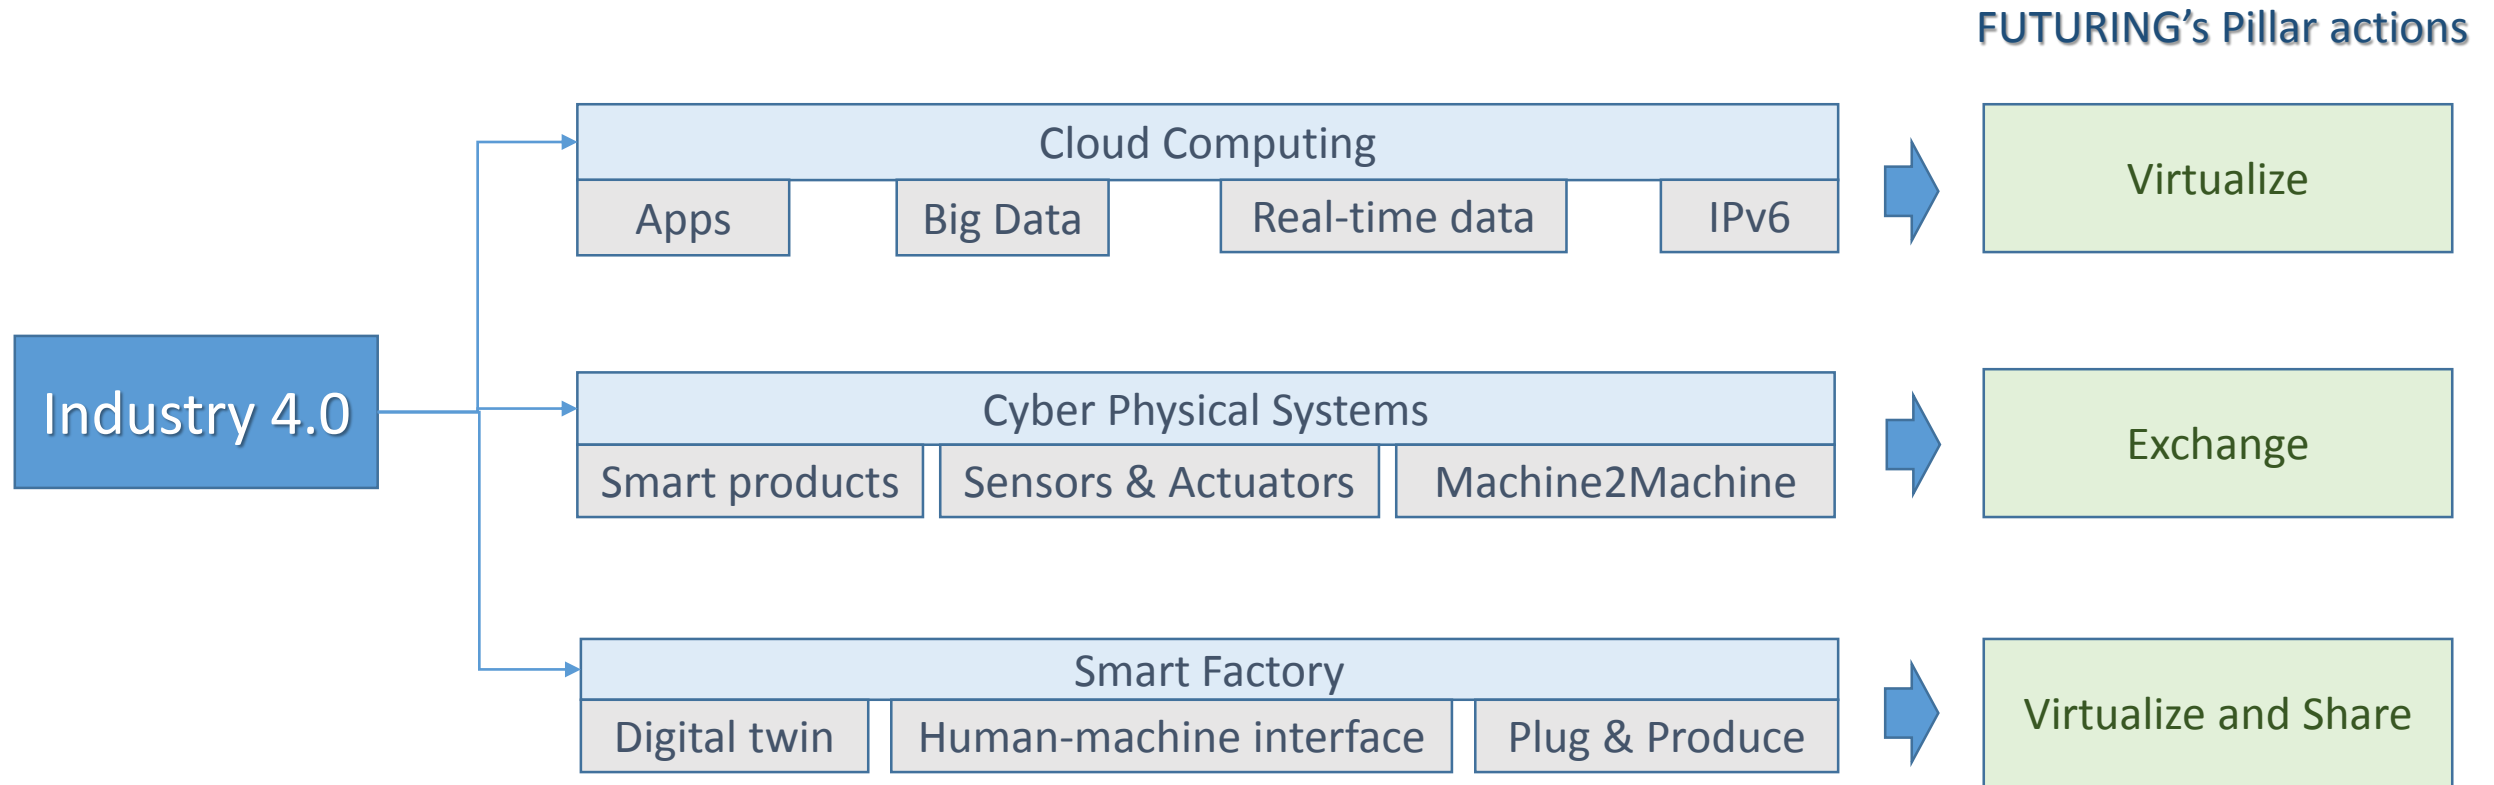 FUTURING's Pillar actions
Cloud Computing
Apps
Big Data
Real-time data
IPv6
Virtualize
Industry 4.0
Cyber Physical Systems
Smart products
Sensors & Actuators
Machine2Machine
Exchange
Smart Factory
Digital twin
Human-machine interface
Plug & Produce
Virtualize and Share